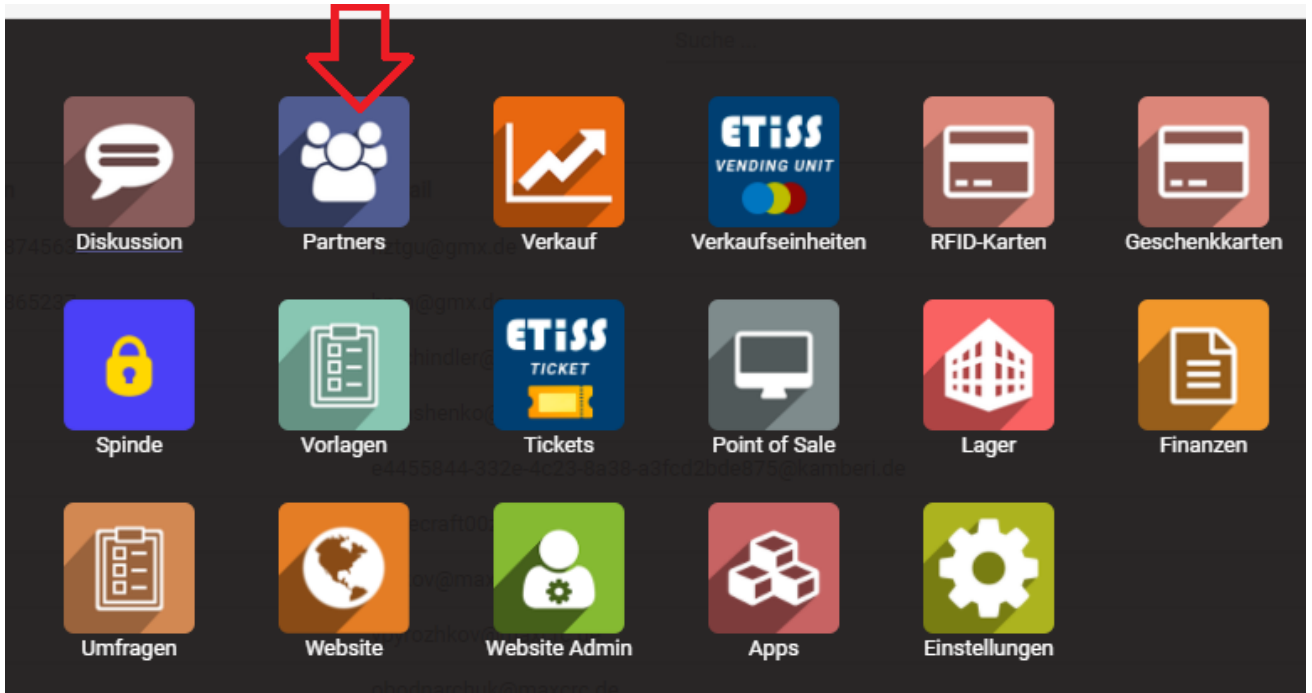 Suche ...
Diskussion
Partners
Verkauf
ETiSS
VENDING UNIT
Verkaufseinheiten
RFID-Karten
Geschenkkarten
Spinde
Vorlagen
ETiSS
TICKET
Tickets
Point of Sale
Lager
Finanzen
e4455844-332e-4c23-8a38-a3fcd2bde875@kamberi.de
Umfragen
Website
Website Admin
Apps
Einstellungen